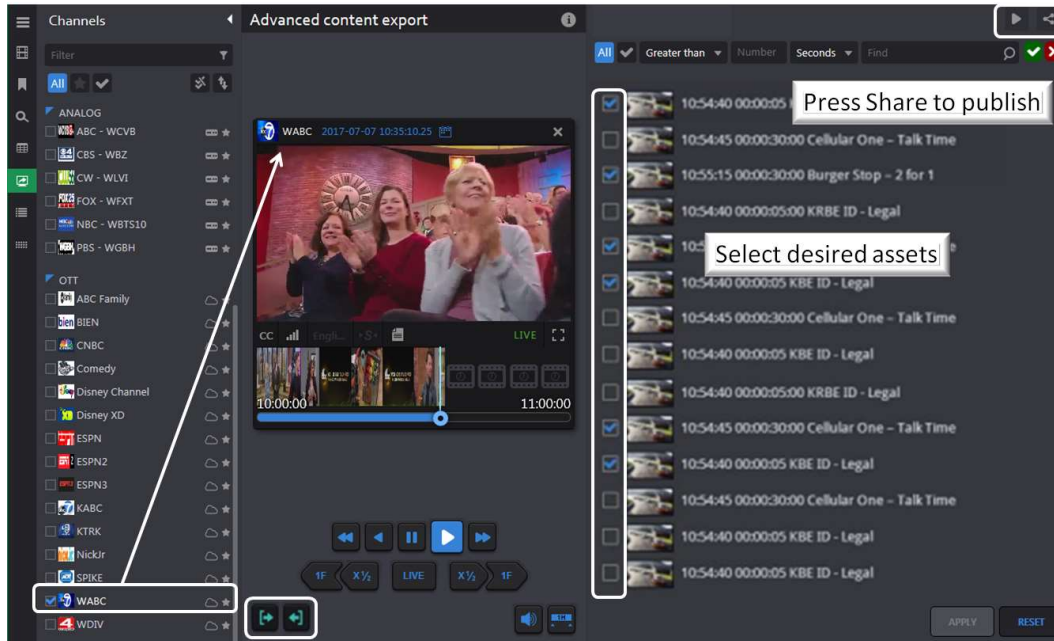 Channels
Advanced content export
Filter
All
All
Greater than
Number
Seconds
Find
ANALOG
ABC - WCVB
CBS - WBZ
CW - WLVI
FOX - WFXT
NBC - WBTS10
PBS - WGBH
OTT
ABC Family
BIEN
CNBC
Comedy
Disney Channel
Disney XD
ESPN
ESPN2
ESPN3
KABC
KTRK
NickJr
SPIKE
WABC
WDIV
WABC 2017-07-07 10:35:10.25
CC Engli... S LIVE
10:00:00 11:00:00
1F X½ LIVE X½ 1F
10:54:40 00:00:05
Press Share to publish
10:54:45 00:00:30:00 Cellular One – Talk Time
10:55:15 00:00:30:00 Burger Stop – 2 for 1
10:54:40 00:00:05:00 KRBE ID - Legal
Select desired assets
10:54:40 00:00:05 KBE ID - Legal
10:54:45 00:00:30:00 Cellular One – Talk Time
10:54:40 00:00:05 KBE ID - Legal
10:54:40 00:00:05:00 KRBE ID - Legal
10:54:45 00:00:30:00 Cellular One – Talk Time
10:54:40 00:00:05 KBE ID - Legal
10:54:45 00:00:30:00 Cellular One – Talk Time
10:54:40 00:00:05 KBE ID - Legal
10:54:40 00:00:05 KBE ID - Legal
APPLY
RESET